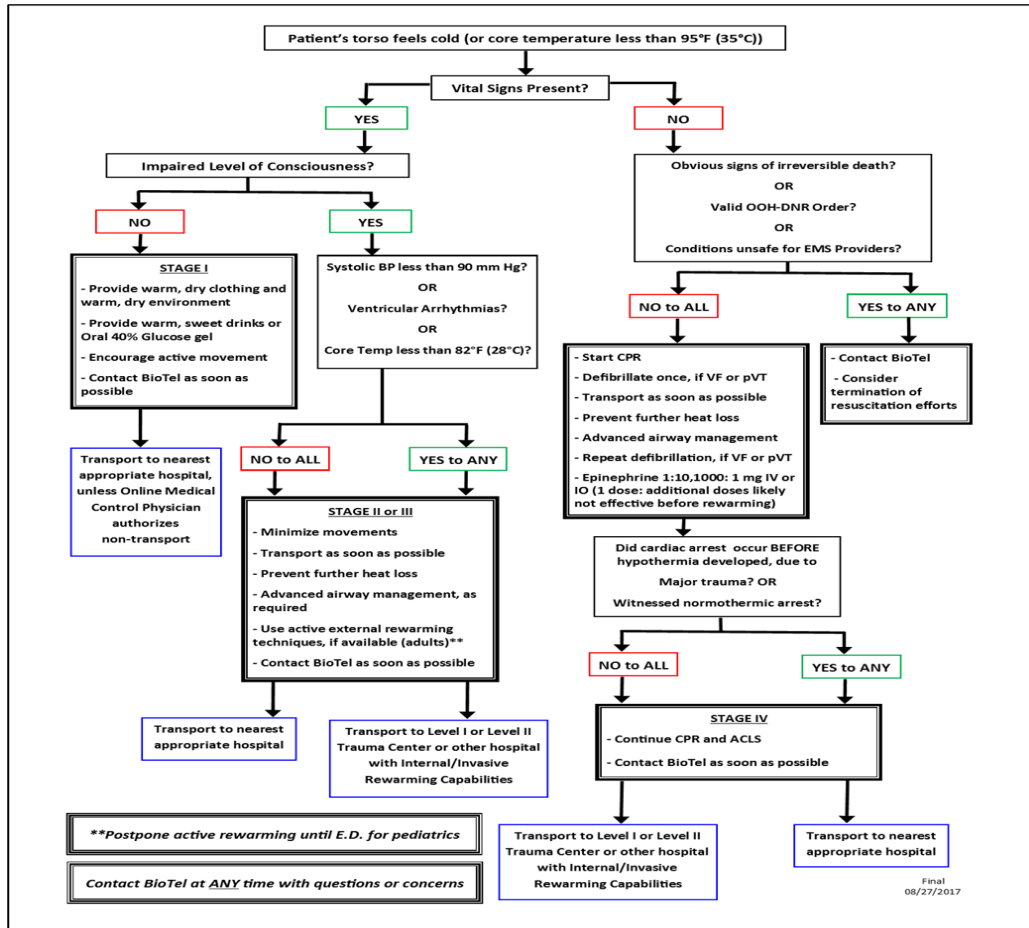 Patient's torso feels cold (or core temperature less than 95°F (35°C))
Vital Signs Present?
YES
NO
Impaired Level of Consciousness?
NO
YES
STAGE I
- Provide warm, dry clothing and
warm, dry environment
- Provide warm, sweet drinks or
Oral 40% Glucose gel
- Encourage active movement
- Contact BioTel as soon as
possible
Transport to nearest
appropriate hospital,
unless Online Medical
Control Physician
authorizes
non-transport
Systolic BP less than 90 mm Hg?
OR
Ventricular Arrhythmias?
OR
Core Temp less than 82°F (28°C)?
NO to ALL
YES to ANY
STAGE II or III
- Minimize movements
- Transport as soon as possible
- Prevent further heat loss
- Advanced airway management, as
required
- Use active external rewarming
techniques, if available (adults)**
- Contact BioTel as soon as possible
Transport to nearest
appropriate hospital
Transport to Level I or Level II
Trauma Center or other hospital
with Internal/Invasive
Rewarming Capabilities
Obvious signs of irreversible death?
OR
Valid OOH-DNR Order?
OR
Conditions unsafe for EMS Providers?
NO to ALL
YES to ANY
- Start CPR
- Defibrillate once, if VF or pVT
- Transport as soon as possible
- Prevent further heat loss
- Advanced airway management
- Repeat defibrillation, if VF or pVT
- Epinephrine 1:10,1000: 1 mg IV or
IO (1 dose: additional doses likely
not effective before rewarming)
- Contact BioTel
- Consider
termination of
resuscitation efforts
Did cardiac arrest occur BEFORE
hypothermia developed, due to
Major trauma? OR
Witnessed normothermic arrest?
NO to ALL
YES to ANY
STAGE IV
- Continue CPR and ACLS
- Contact BioTel as soon as possible
Transport to Level I or Level II
Trauma Center or other hospital
with Internal/Invasive
Rewarming Capabilities
Transport to nearest
appropriate hospital
**Postpone active rewarming until E.D. for pediatrics
Contact BioTel at ANY time with questions or concerns
Final
08/27/2017